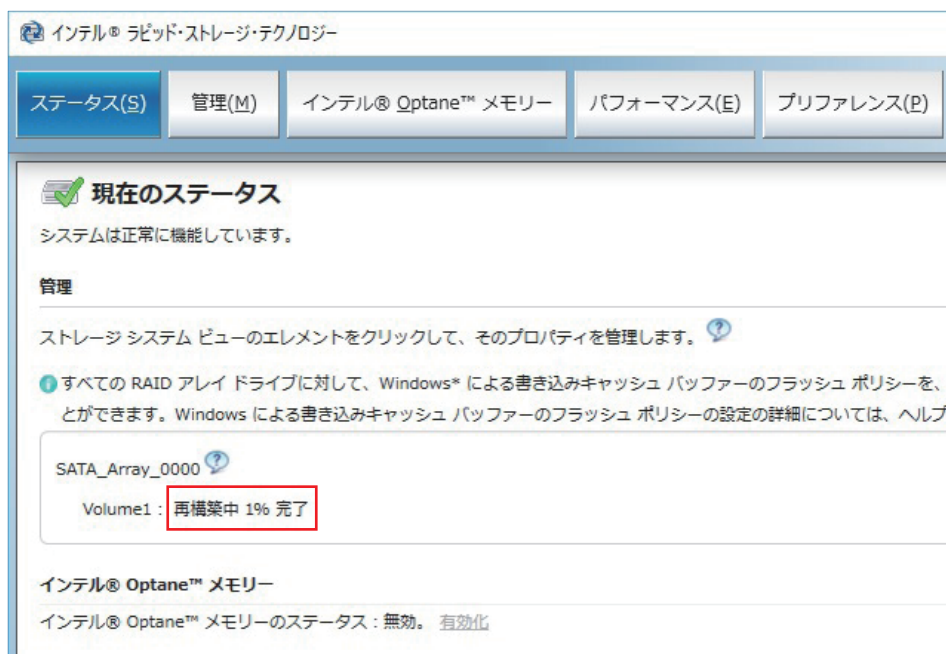 インテル® ラピッド・ストレージ・テクノロジー
ステータス(S) 管理(M) インテル® Optane™ メモリー パフォーマンス(E) プリファレンス(P)
現在のステータス
システムは正常に機能しています。
管理
ストレージ システム ビューのエレメントをクリックして、そのプロパティを管理します。
すべての RAID アレイ ドライブに対して、Windows* による書き込みキャッシュ バッファーのフラッシュ ポリシーを、
とができます。Windows による書き込みキャッシュ バッファーのフラッシュ ポリシーの設定の詳細については、ヘルプ
SATA_Array_0000
Volume1 : 再構築中 1% 完了
インテル® Optane™ メモリー
インテル® Optane™ メモリーのステータス : 無効。 有効化